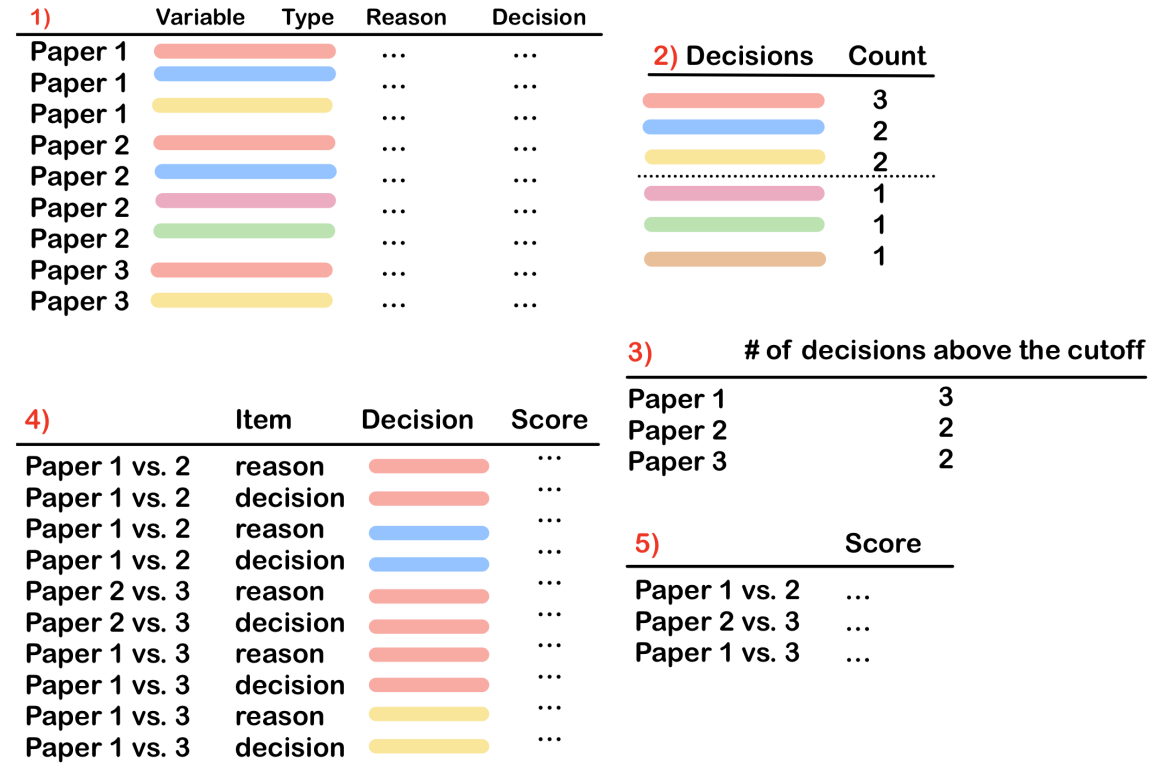 1) Variable Type Reason Decision
Paper 1 ... ...
Paper 1 ... ...
Paper 1 ... ...
Paper 2 ... ...
Paper 2 ... ...
Paper 2 ... ...
Paper 2 ... ...
Paper 3 ... ...
Paper 3 ... ...
2) Decisions Count
3
2
2
1
1
1
3) # of decisions above the cutoff
Paper 1 3
Paper 2 2
Paper 3 2
4) Item Decision Score
Paper 1 vs. 2 reason ...
Paper 1 vs. 2 decision ...
Paper 1 vs. 2 reason ...
Paper 1 vs. 2 decision ...
Paper 2 vs. 3 reason ...
Paper 2 vs. 3 decision ...
Paper 1 vs. 3 reason ...
Paper 1 vs. 3 decision ...
Paper 1 vs. 3 reason ...
Paper 1 vs. 3 decision ...
5) Score
Paper 1 vs. 2 ...
Paper 2 vs. 3 ...
Paper 1 vs. 3 ...